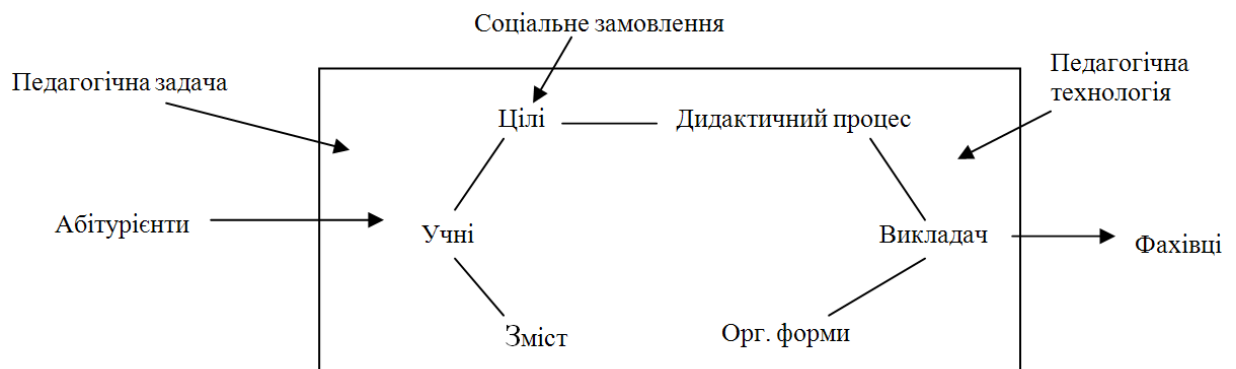 Соціальне замовлення
Педагогічна задача
Педагогічна
технологія
Цілі
Дидактичний процес
Абітурієнти
Учні
Викладач
Фахівці
Зміст
Орг. форми